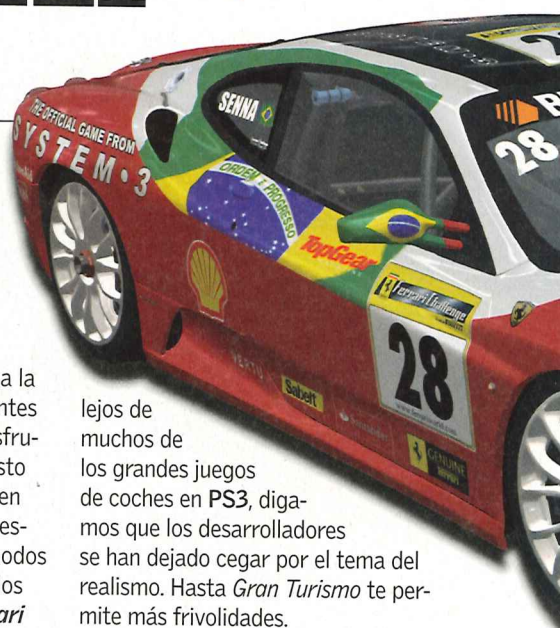 SENNA
THE OFFICIAL GAME FROM
SYSTEM•3
ORDEM E PROGRESSO
TopGear
Ferrari Challenge
28
28
Sabelt
GENUINE
a la
ntes
sfru-
sto
en
es-
odos
os
ari
lejos de
muchos de
los grandes juegos
de coches en PS3, diga-
mos que los desarrolladores
se han dejado cegar por el tema del
realismo. Hasta Gran Turismo te per-
mite más frivolidades.